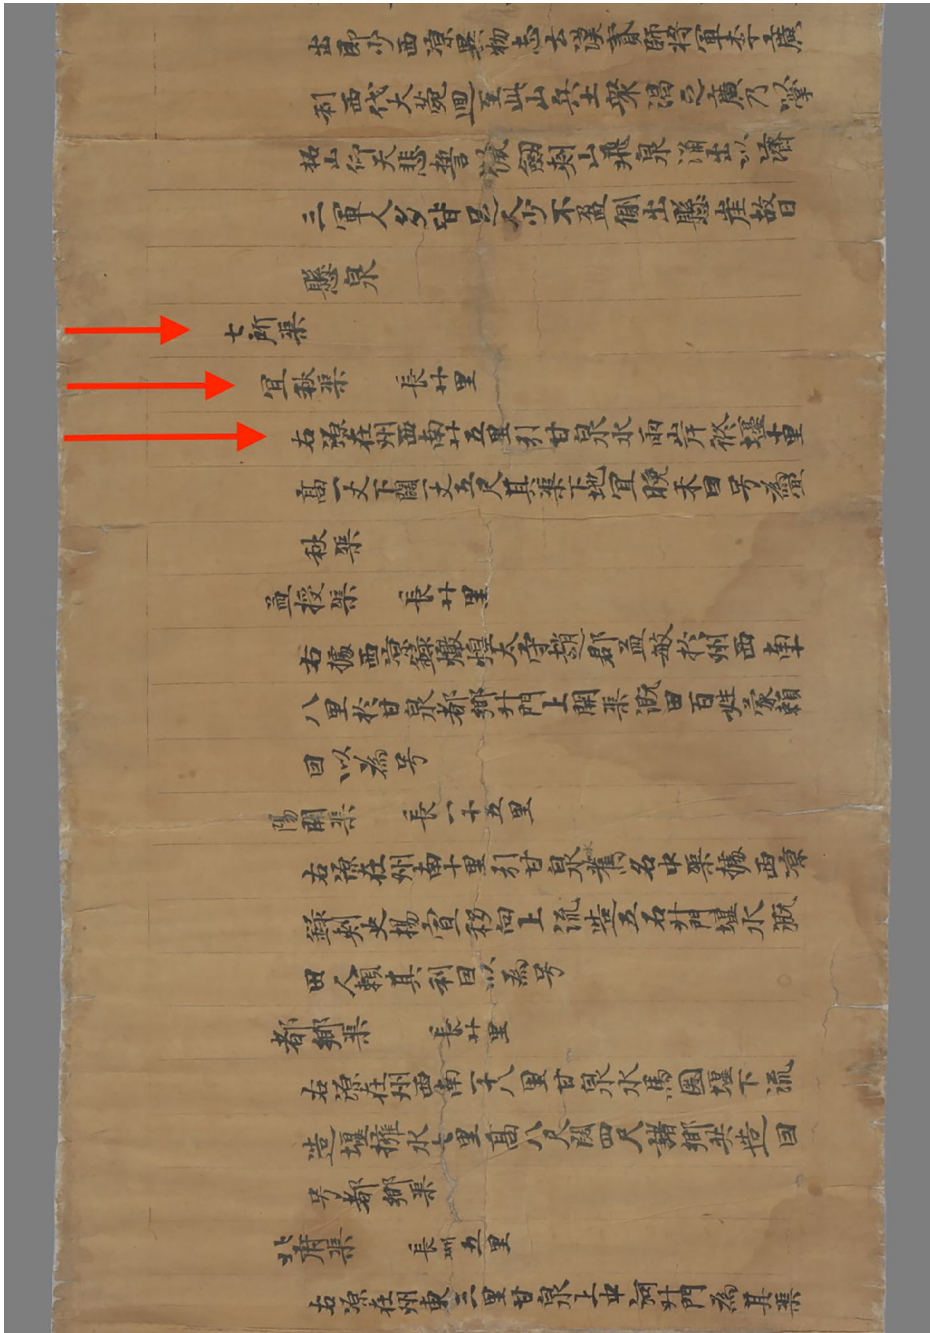 出即少西涼異物志云漢貳師將軍李廣
利西伐大菀迴至此山兵士衆渴乏廣乃以掌
拓山仰天悲誓以佩劒刾山飛泉涌出以濟
三軍人多皆足人少不盈側出懸崖故曰
懸泉
七所渠
宜秋渠 長廿里
右源在州西南廿五里引甘泉水兩岸修堰十里
高一丈下闊一丈五尺其渠下地宜晚禾因号為宜
秋渠
孟授渠 長廿里
右據西涼錄燉煌太守趙郡孟敏於州西南十
八里於甘泉都鄉斗門上開渠溉田百姓蒙賴
因以為号
陽開渠 長一十五里
右源在州南十里引甘泉舊名中渠據西涼
錄刾史楊宣移向上流造五石斗門堰水溉
田人賴其利因以為号
都鄉渠 長廿里
右源在州西南一十八里甘泉水馬圈堰下流
造堰擁水七里高八尺闊四尺諸鄉共造因
号都鄉渠
北府渠 長卌五里
右源在州東三里甘泉上中河斗門為其渠